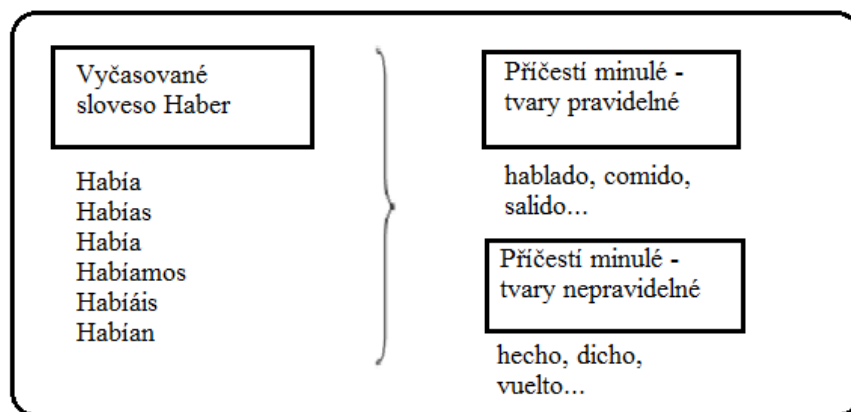 Vyčasované
sloveso Haber
Había
Habías
Había
Habíamos
Habíáis
Habían
Příčestí minulé -
tvary pravidelné
hablado, comido,
salido...
Příčestí minulé -
tvary nepravidelné
hecho, dicho,
vuelto...